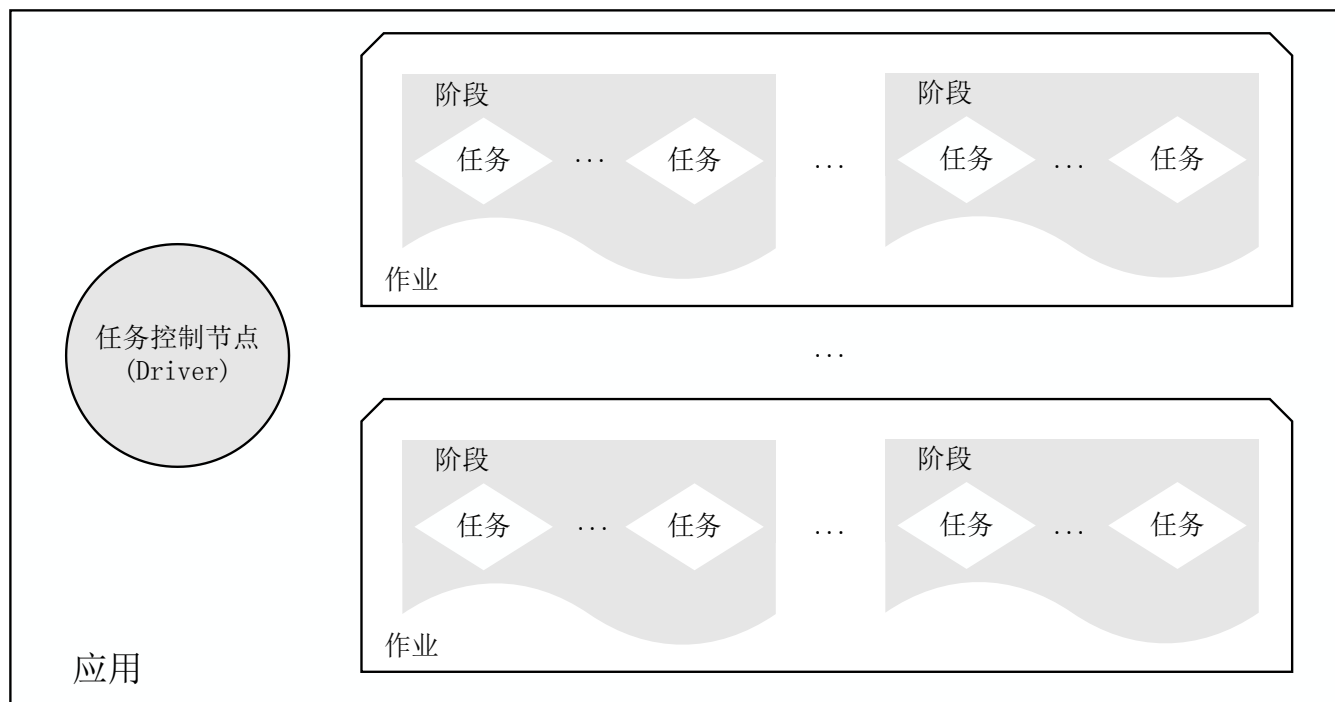 阶段
阶段
任务 ... 任务 ... 任务 ... 任务
作业
任务控制节点
(Driver)
...
阶段
阶段
任务 ... 任务 ... 任务 ... 任务
作业
应用